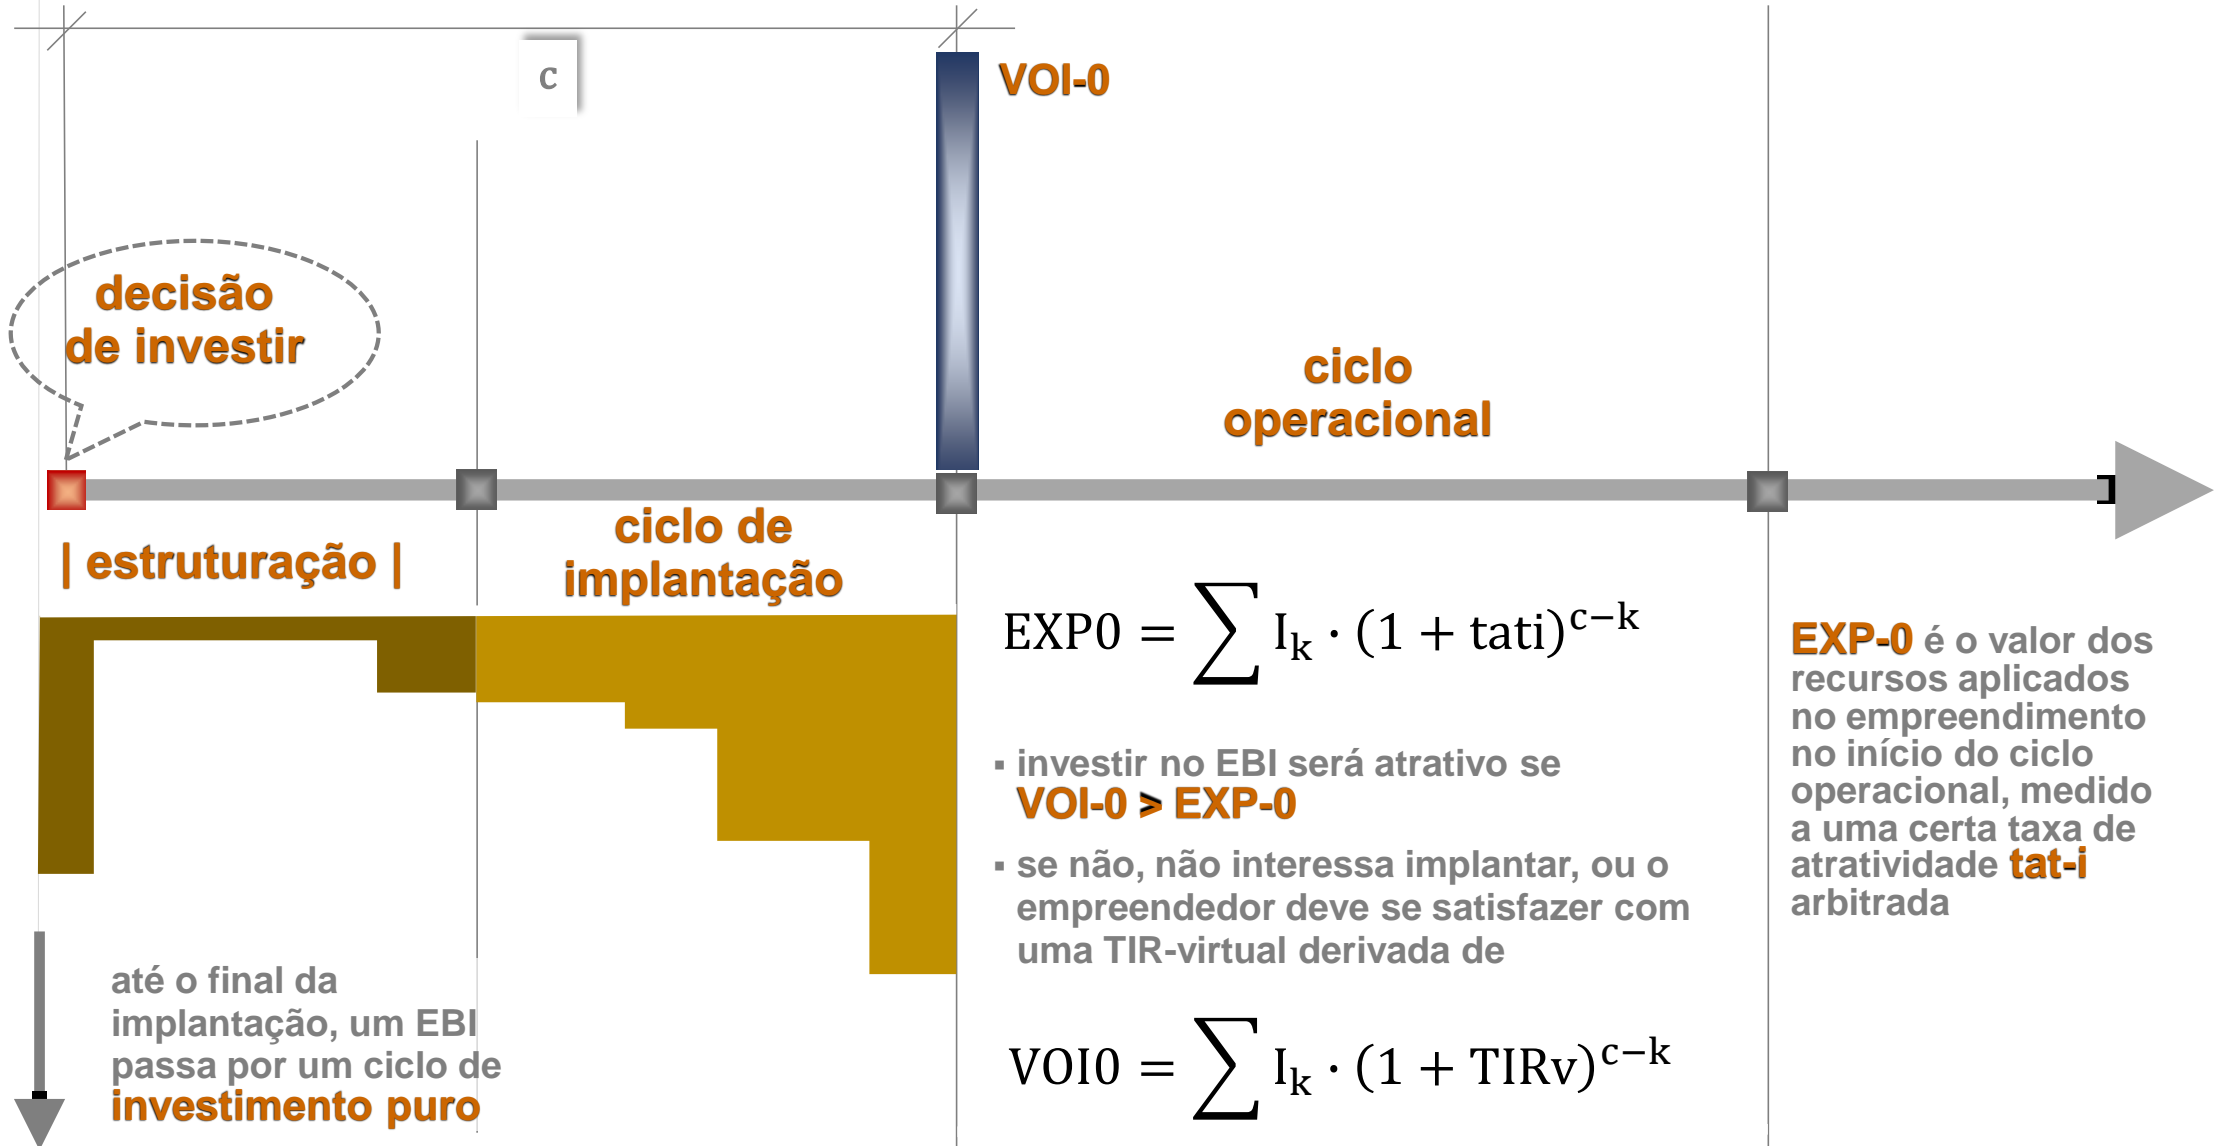 c
VOI-0
decisão
de investir
ciclo
operacional
| estruturação |
ciclo de
implantação
EXP0 = ∑ I_k · (1 + tati)^{c−k}
▪ investir no EBI será atrativo se
VOI-0 > EXP-0
▪ se não, não interessa implantar, ou o
empreendedor deve se satisfazer com
uma TIR-virtual derivada de
VOI0 = ∑ I_k · (1 + TIRv)^{c−k}
EXP-0 é o valor dos
recursos aplicados
no empreendimento
no início do ciclo
operacional, medido
a uma certa taxa de
atratividade tat-i
arbitrada
até o final da
implantação, um EBI
passa por um ciclo de
investimento puro